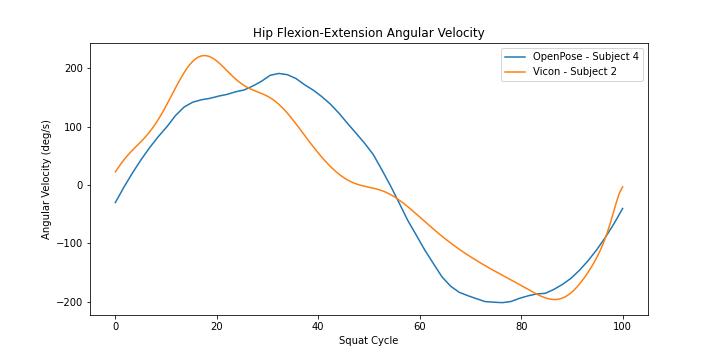 Hip Flexion-Extension Angular Velocity
OpenPose - Subject 4
Vicon - Subject 2
Angular Velocity (deg/s)
200
100
0
−100
−200
0
20
40
60
80
100
Squat Cycle